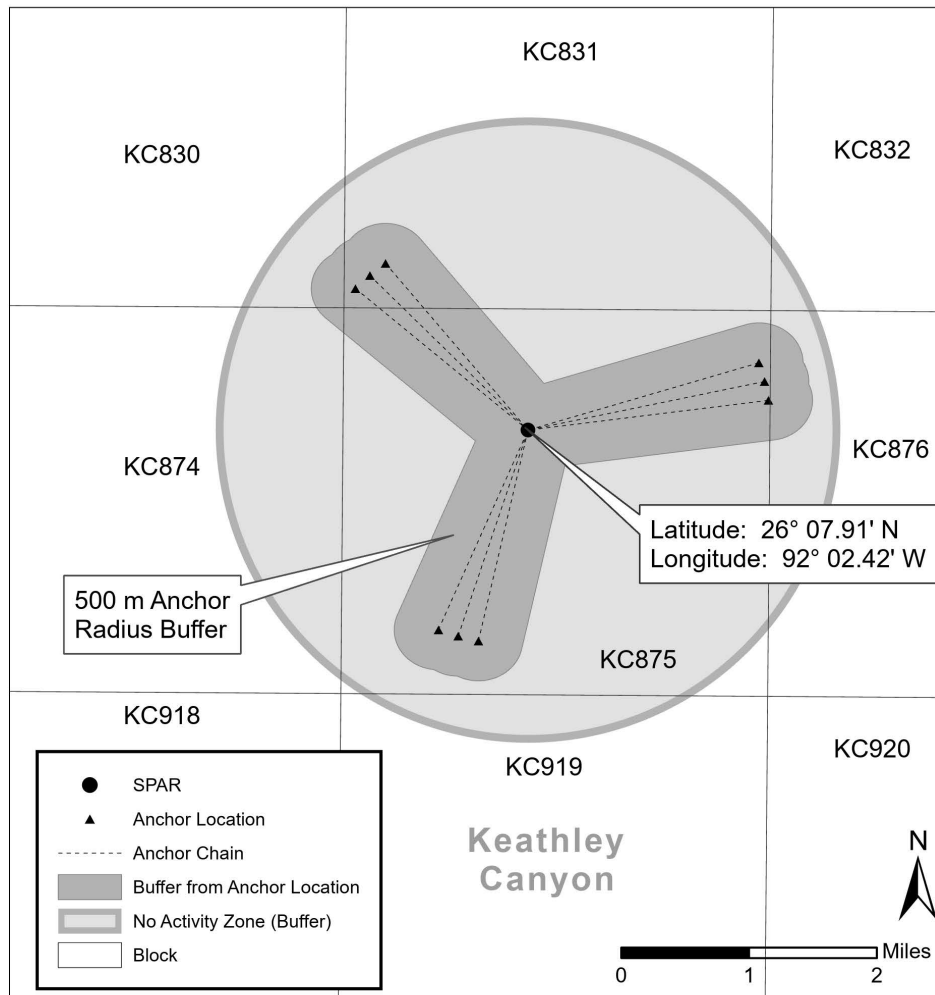 KC831
KC830
KC832
KC874
KC876
Latitude: 26° 07.91' N
Longitude: 92° 02.42' W
500 m Anchor
Radius Buffer
KC875
KC918
KC919
KC920
SPAR
Anchor Location
Anchor Chain
Buffer from Anchor Location
No Activity Zone (Buffer)
Block
Keathley
Canyon
N
Miles
0 1 2